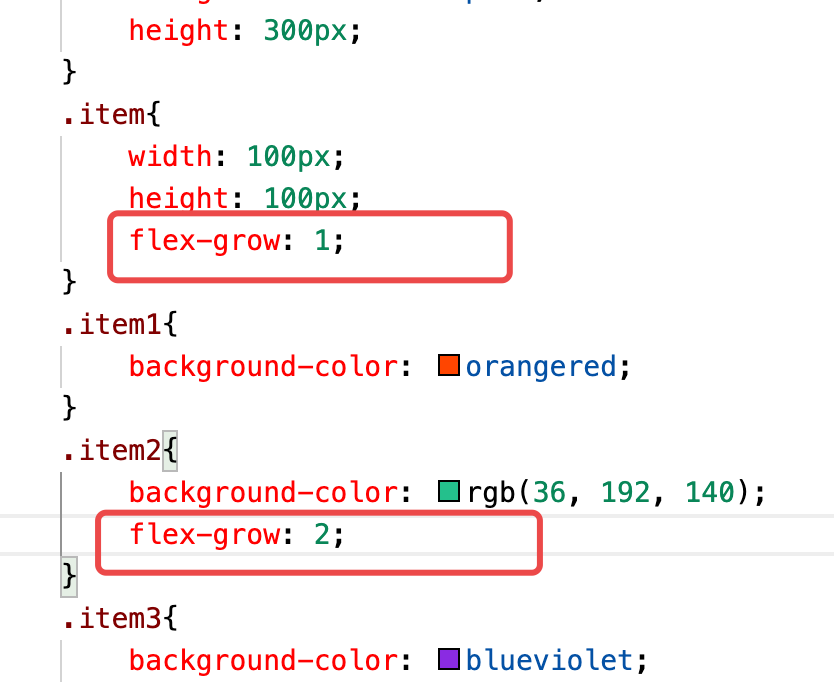 height: 300px;
}
.item{
width: 100px;
height: 100px;
flex-grow: 1;
}
.item1{
background-color: orangered;
}
.item2{
background-color: rgb(36, 192, 140);
flex-grow: 2;
}
.item3{
background-color: blueviolet;